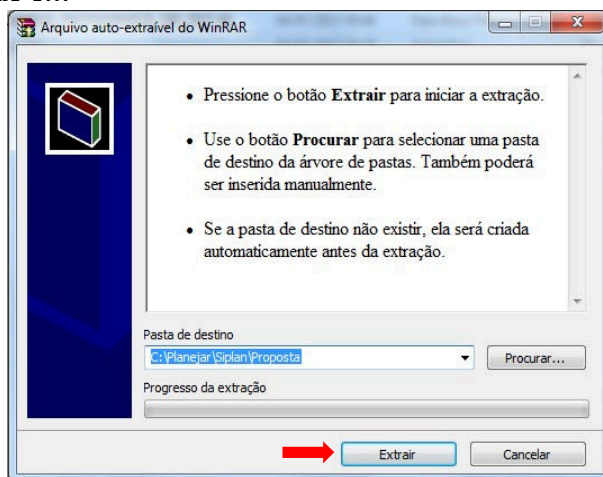 Arquivo auto-extraível do WinRAR
• Pressione o botão Extrair para iniciar a extração.
• Use o botão Procurar para selecionar uma pasta
de destino da árvore de pastas. Também poderá
ser inserida manualmente.
• Se a pasta de destino não existir, ela será criada
automaticamente antes da extração.
Pasta de destino
C:\Planejar\Siplan\Proposta
Procurar...
Progresso da extração
Extrair
Cancelar